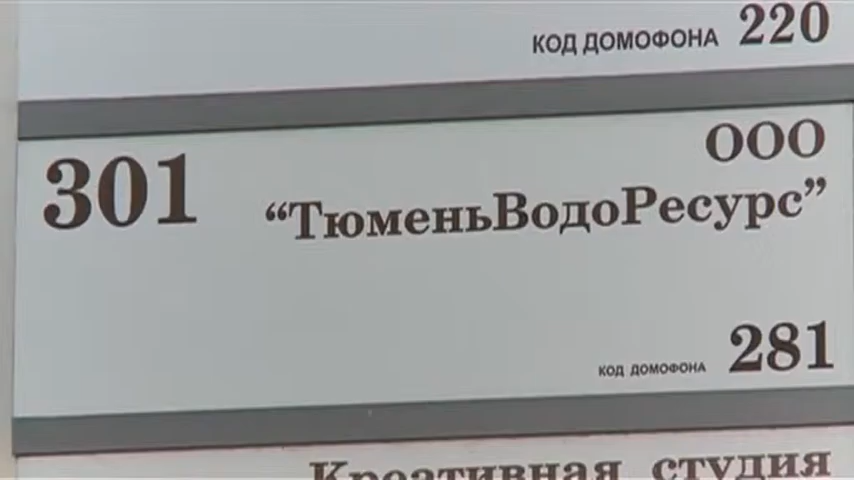 КОД ДОМОФОНА 220
301
ООО
“ТюменьВодоРесурс”
КОД ДОМОФОНА 281
Креативная студия